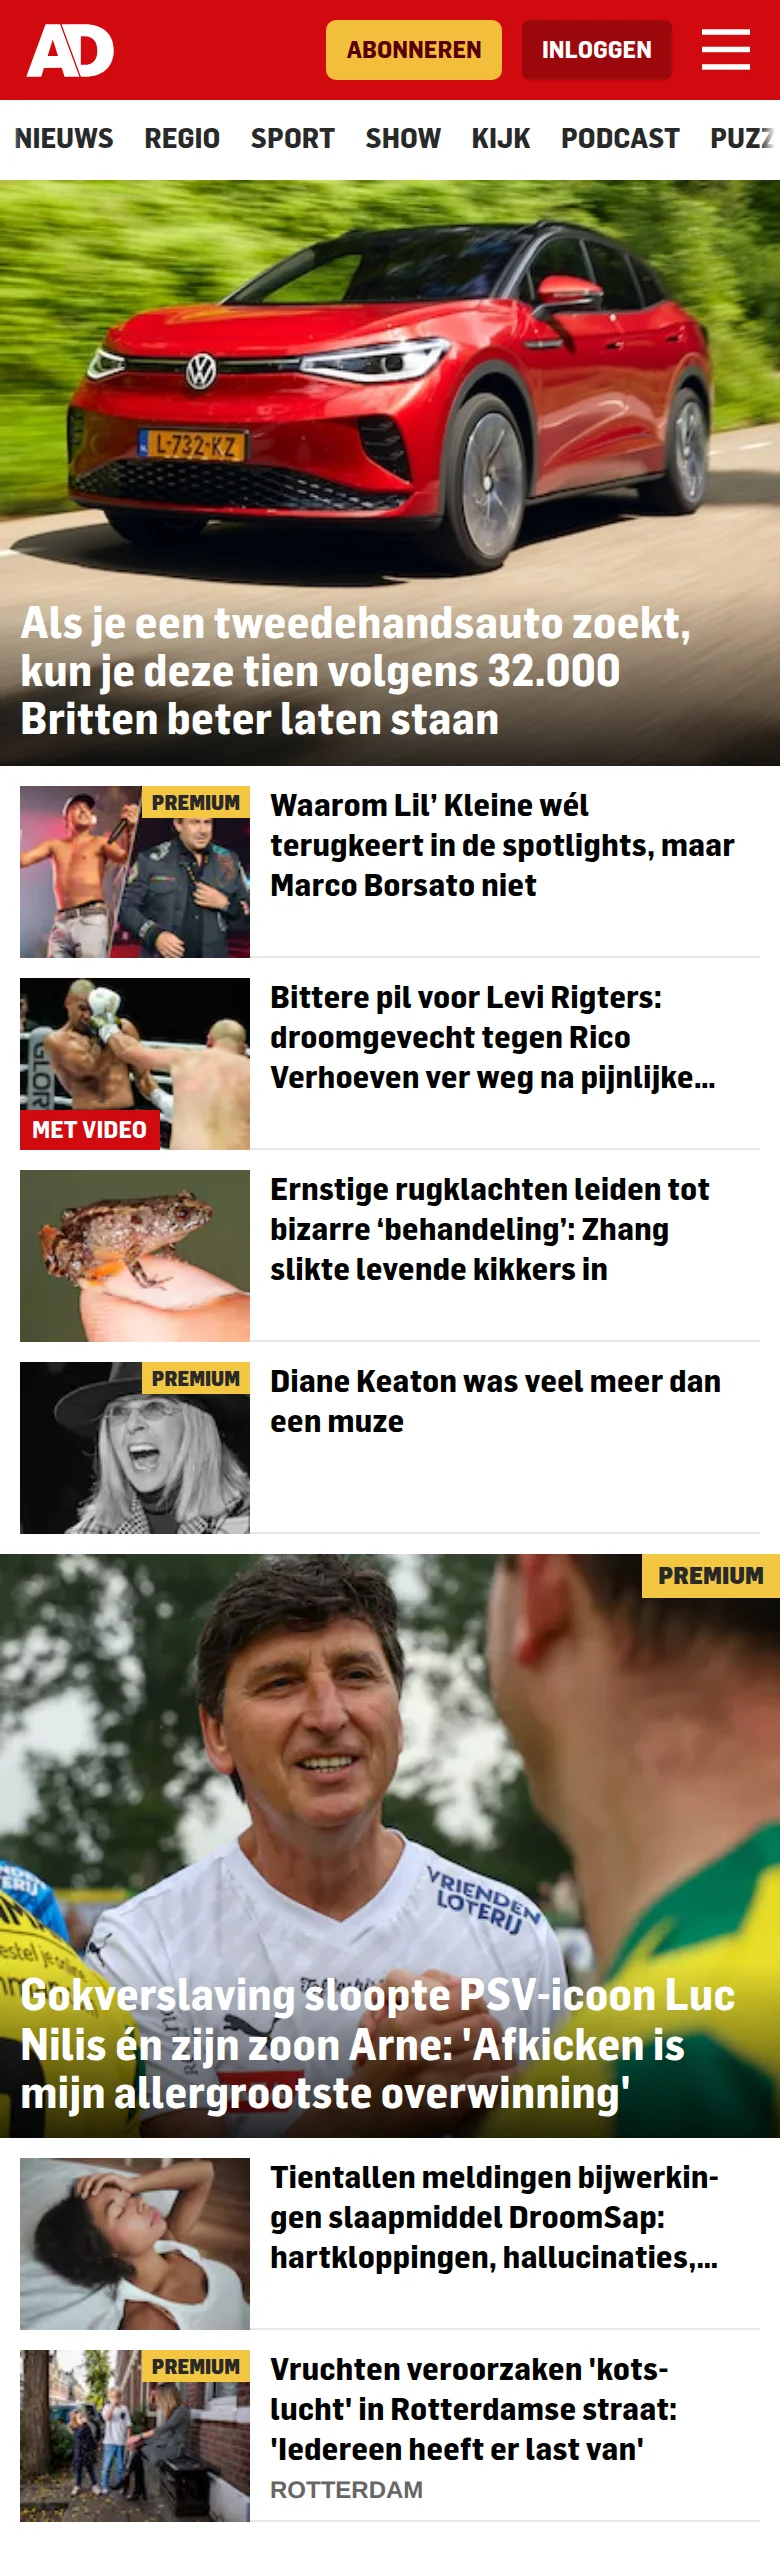 AD
ABONNEREN
INLOGGEN
NIEUWS REGIO SPORT SHOW KIJK PODCAST PUZZ
L-732-KZ
Als je een tweedehandsauto zoekt,
kun je deze tien volgens 32.000
Britten beter laten staan
PREMIUM
Waarom Lil’ Kleine wél
terugkeert in de spotlights, maar
Marco Borsato niet
GLOR
MET VIDEO
Bittere pil voor Levi Rigters:
droomgevecht tegen Rico
Verhoeven ver weg na pijnlijke...
Ernstige rugklachten leiden tot
bizarre ‘behandeling’: Zhang
slikte levende kikkers in
PREMIUM
Diane Keaton was veel meer dan
een muze
PREMIUM
VRIENDEN
LOTERIJ
Gokverslaving sloopte PSV-icoon Luc
Nilis én zijn zoon Arne: 'Afkicken is
mijn allergrootste overwinning'
Tientallen meldingen bijwerkin-
gen slaapmiddel DroomSap:
hartkloppingen, hallucinaties,...
PREMIUM
Vruchten veroorzaken 'kots-
lucht' in Rotterdamse straat:
'Iedereen heeft er last van'
ROTTERDAM